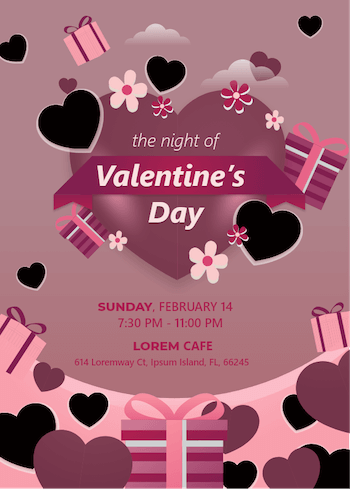 the night of
Valentine's
Day
SUNDAY, FEBRUARY 14
7:30 PM - 11:00 PM
LOREM CAFE
614 Loremway Ct, Ipsum Island, FL, 66245